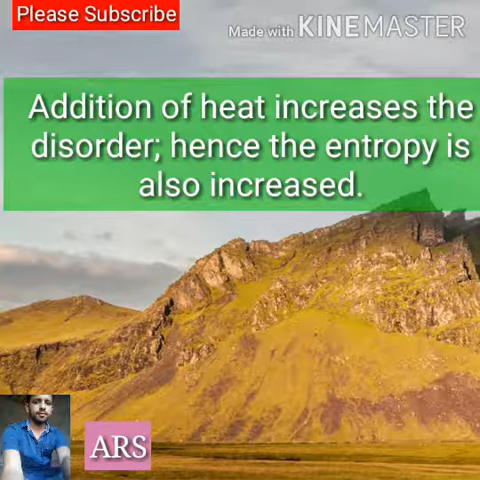 Please Subscribe
Made with KINEMASTER
Addition of heat increases the
disorder; hence the entropy is
also increased.
ARS